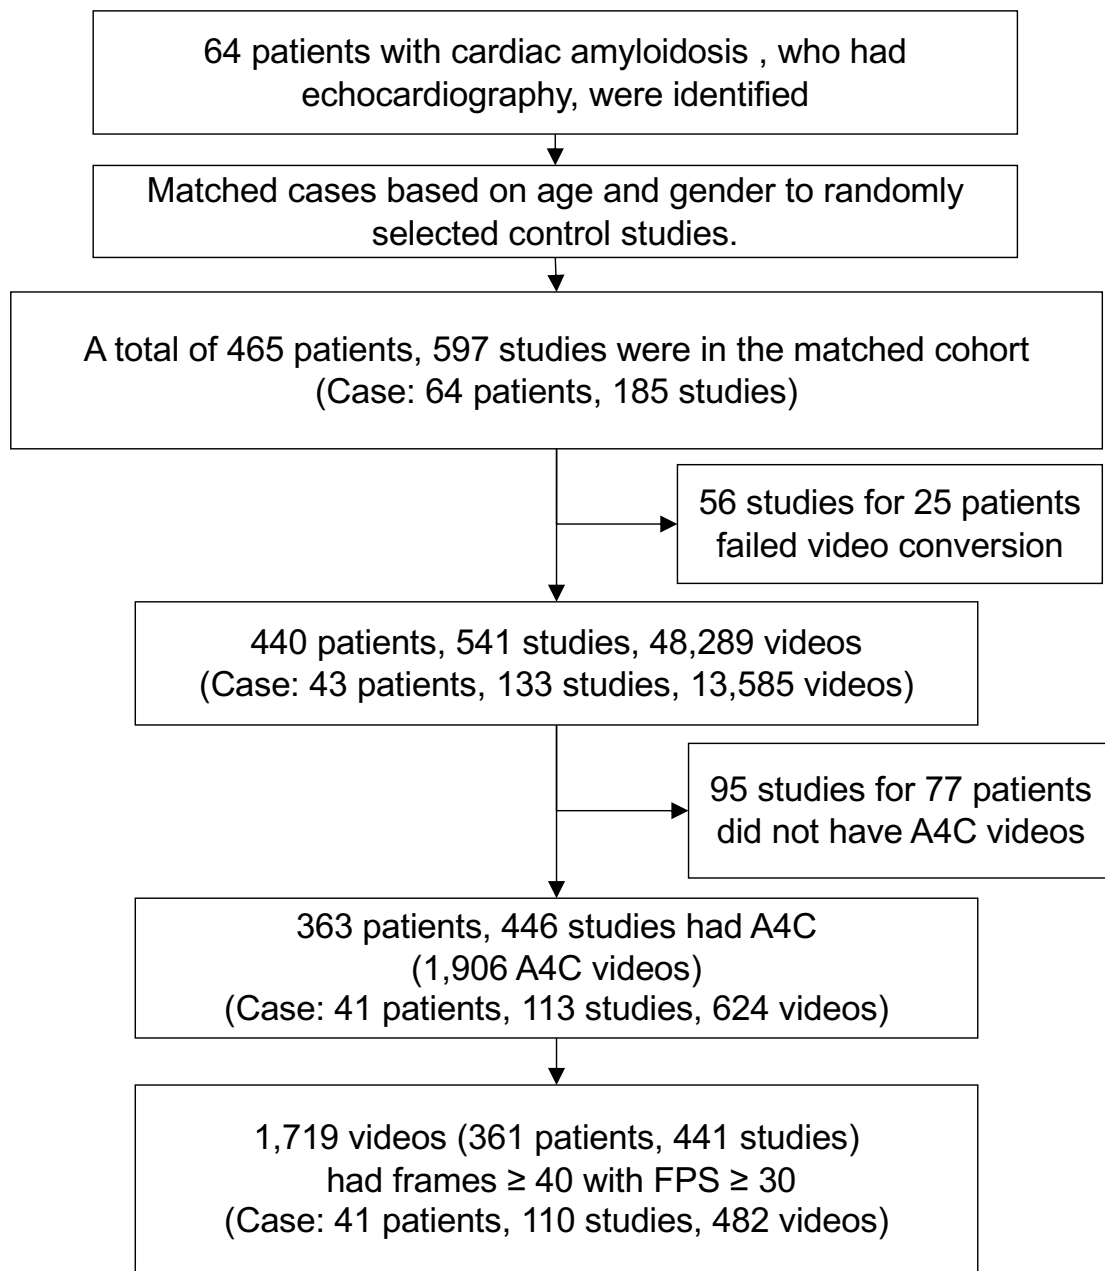 64 patients with cardiac amyloidosis , who had
echocardiography, were identified
Matched cases based on age and gender to randomly
selected control studies.
A total of 465 patients, 597 studies were in the matched cohort
(Case: 64 patients, 185 studies)
56 studies for 25 patients
failed video conversion
440 patients, 541 studies, 48,289 videos
(Case: 43 patients, 133 studies, 13,585 videos)
95 studies for 77 patients
did not have A4C videos
363 patients, 446 studies had A4C
(1,906 A4C videos)
(Case: 41 patients, 113 studies, 624 videos)
1,719 videos (361 patients, 441 studies)
had frames ≥ 40 with FPS ≥ 30
(Case: 41 patients, 110 studies, 482 videos)